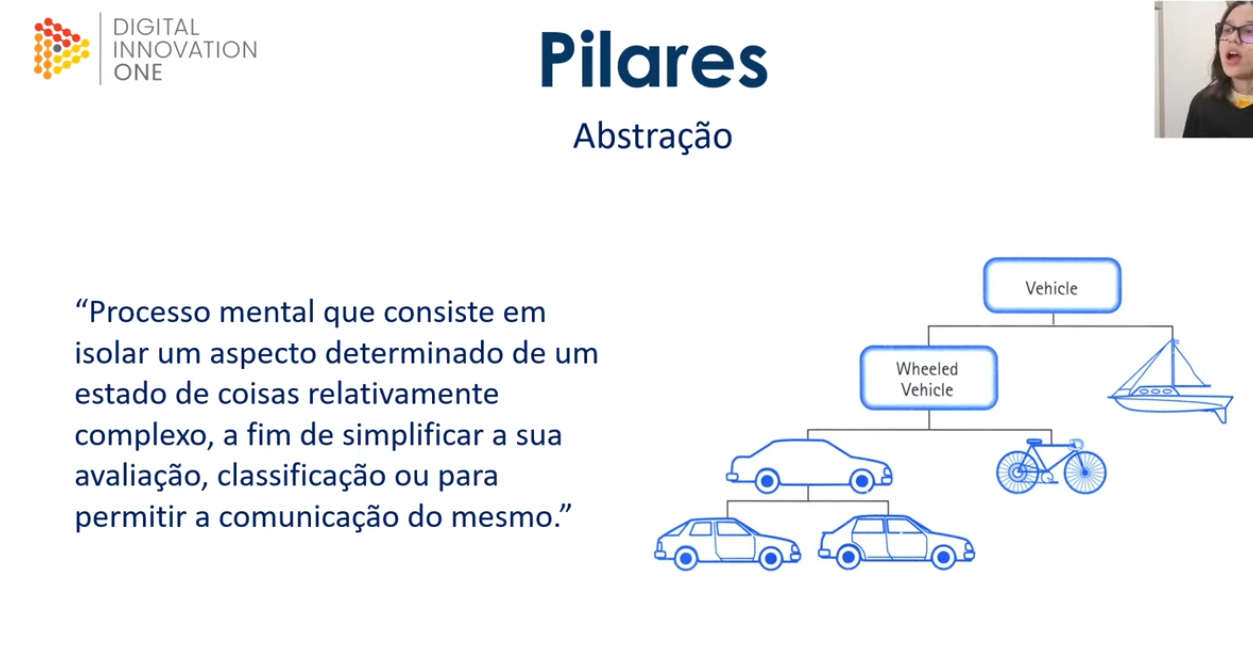 DIGITAL
INNOVATION
ONE
Pilares
Abstração
“Processo mental que consiste em
isolar um aspecto determinado de um
estado de coisas relativamente
complexo, a fim de simplificar a sua
avaliação, classificação ou para
permitir a comunicação do mesmo.”
Vehicle
Wheeled
Vehicle